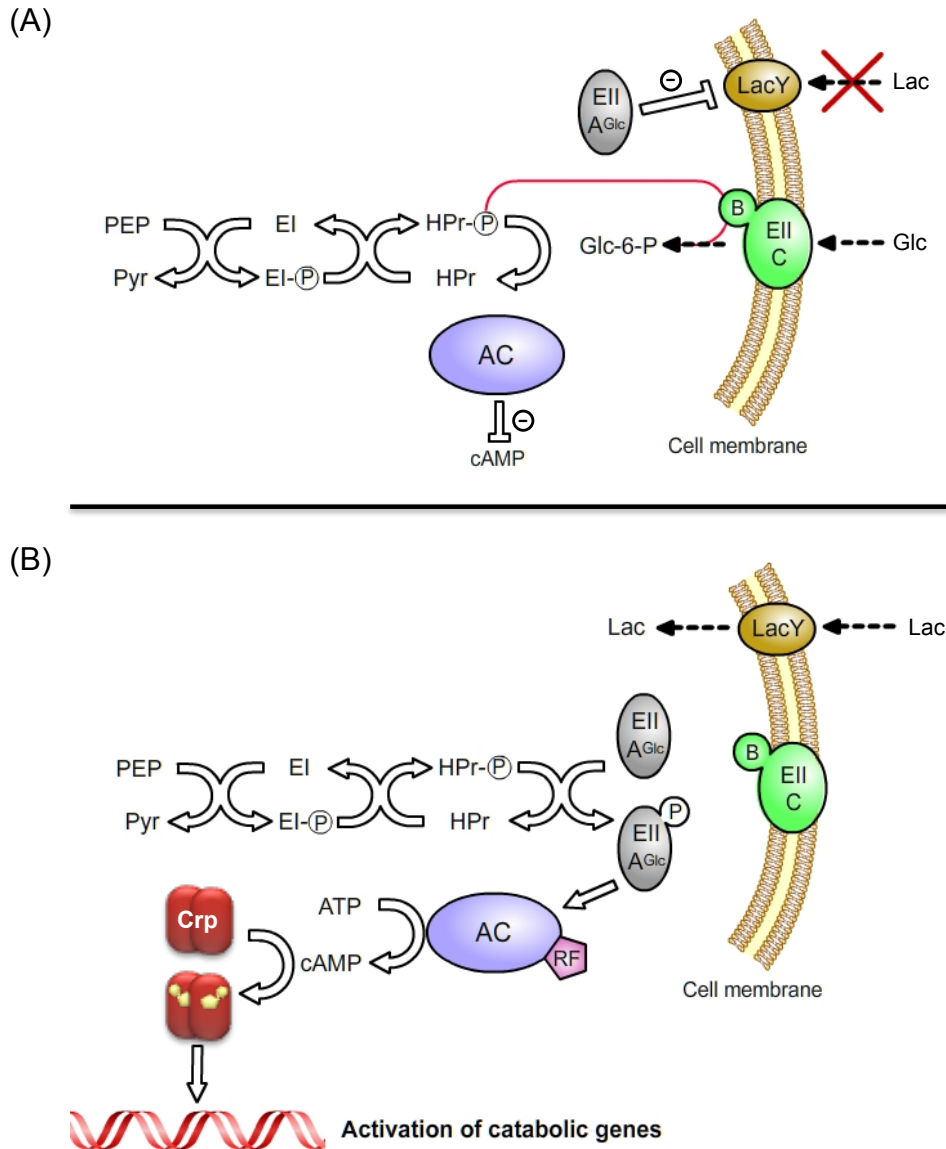 (A)
EII
AGlc
⊖
LacY
Lac
PEP
EI
HPr-Ⓟ
B
EII
C
Glc-6-P
Glc
Pyr
EI-Ⓟ
HPr
AC
⊖
cAMP
Cell membrane
(B)
Lac
LacY
Lac
EII
AGlc
PEP
EI
HPr-Ⓟ
B
EII
C
Pyr
EI-Ⓟ
HPr
P
EII
AGlc
Crp
ATP
AC
RF
cAMP
Cell membrane
Activation of catabolic genes